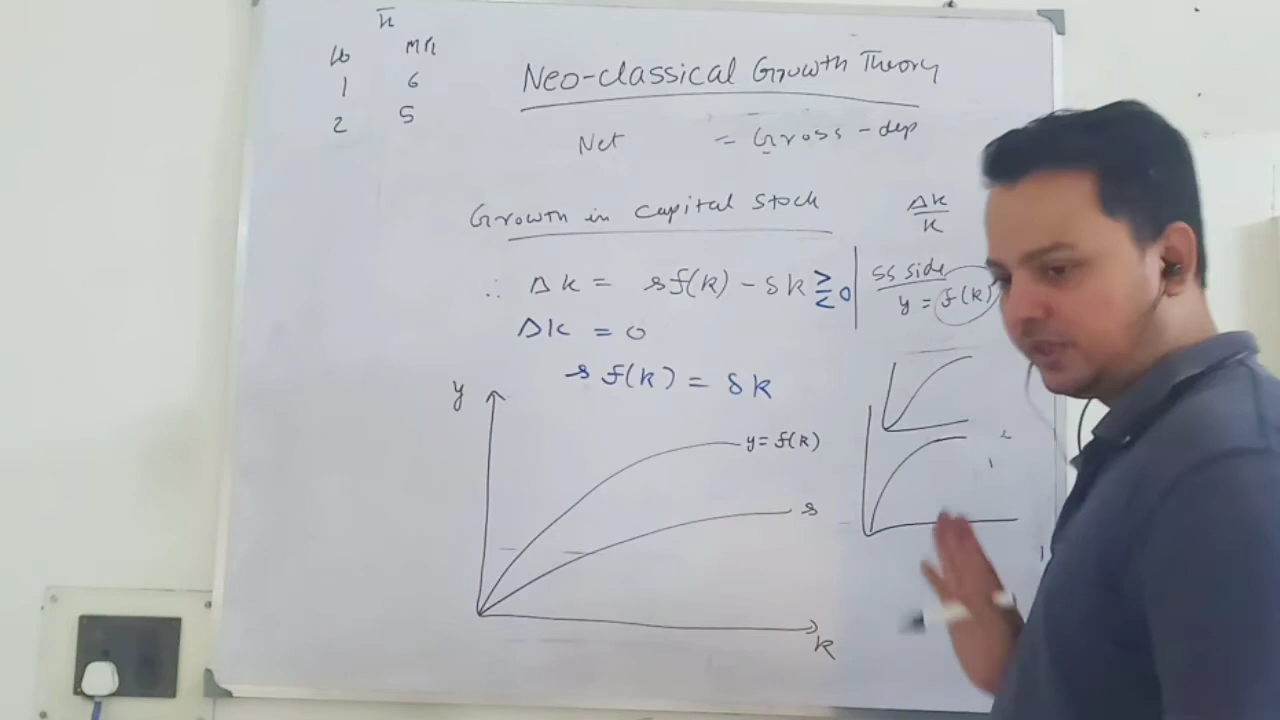 k̅
Lb MPL
1 6
2 5
Neo-classical Growth Theory
Net = Gross - dep
Growth in Capital Stock
Δk/k
∴ Δk = sf(k) - δk ≷ 0
SS side
y = f(k)
Δk = 0
s f(k) = δk
y
y = f(k)
s
k